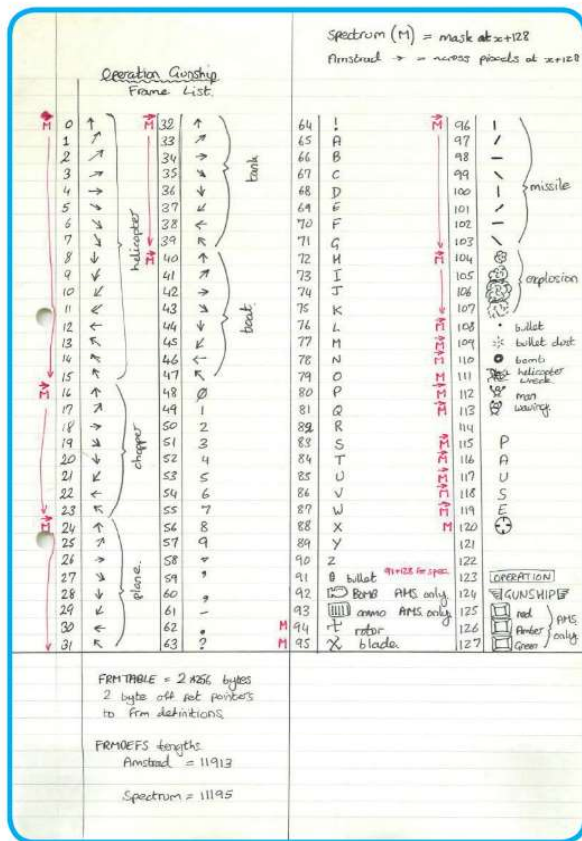 Spectrum (M) = mask at x+128
Amstrad → = across pixels at x+128
Operation Gunship
Frame List.
M 0 ↑
1 ↗
2 ↗
3 ↗
4 →
5 ↘
6 ↘
7 ↘
8 ↓
9 ↙
10 ↙
11 ↙
12 ←
13 ↖
14 ↖
15 ↖
helicopter
M 16 ↑
17 ↗
18 →
19 ↘
20 ↓
21 ↙
22 ←
23 ↖
chopper
M 24 ↑
25 ↗
26 →
27 ↘
28 ↓
29 ↙
30 ←
31 ↖
plane.
M 32 ↑
33 ↗
34 →
35 ↘
36 ↓
37 ↙
38 ←
39 ↖
tank
M 40 ↑
41 ↗
42 →
43 ↘
44 ↓
45 ↙
46 ←
47 ↖
boat.
48 0
49 1
50 2
51 3
52 4
53 5
54 6
55 7
56 8
57 9
58
59 ,
60 '
61 -
62 .
63 ?
64 !
65 A
66 B
67 C
68 D
69 E
70 F
71 G
72 H
73 I
74 J
75 K
76 L
77 M
78 N
79 O
80 P
81 Q
82 R
83 S
84 T
85 U
86 V
87 W
88 X
89 Y
90 Z
91 bullet 91+128 for spec.
92 BOMB AMS. only.
93 ammo AMS. only.
M 94 rotor
M 95 blade.
M 96
97
98
99
100
101
102
103
missile
M 104
105
106
107
explosion
M 108 bullet
M 109 bullet dust
M 110 bomb
M 111 helicopter wreck
M 112 man
M 113 waving.
114
M 115 P
M 116 A
M 117 U
M 118 S
M 119 E
M 120
121
122
123 OPERATION
124 GUNSHIP
125 red
126 Amber
127 Green
AMS. only
FRMTABLE = 2 x256 bytes
2 byte off set pointers
to frm definitions
FRMDEFS lengths
Amstrad = 11913
Spectrum = 11195